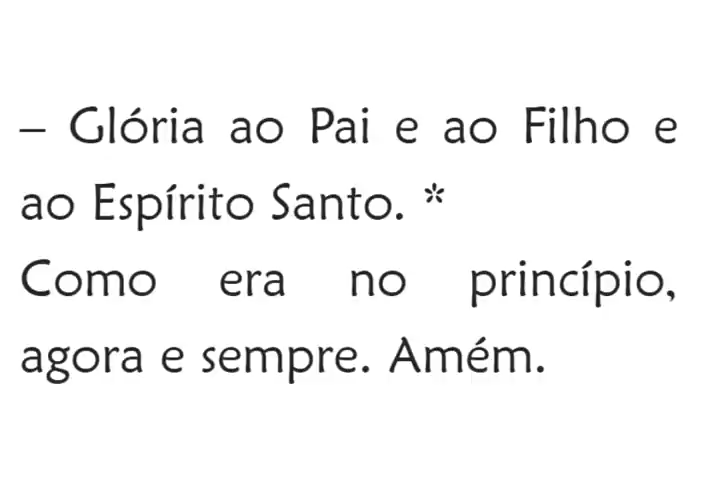 – Glória ao Pai e ao Filho e
ao Espírito Santo. *
Como era no princípio,
agora e sempre. Amém.